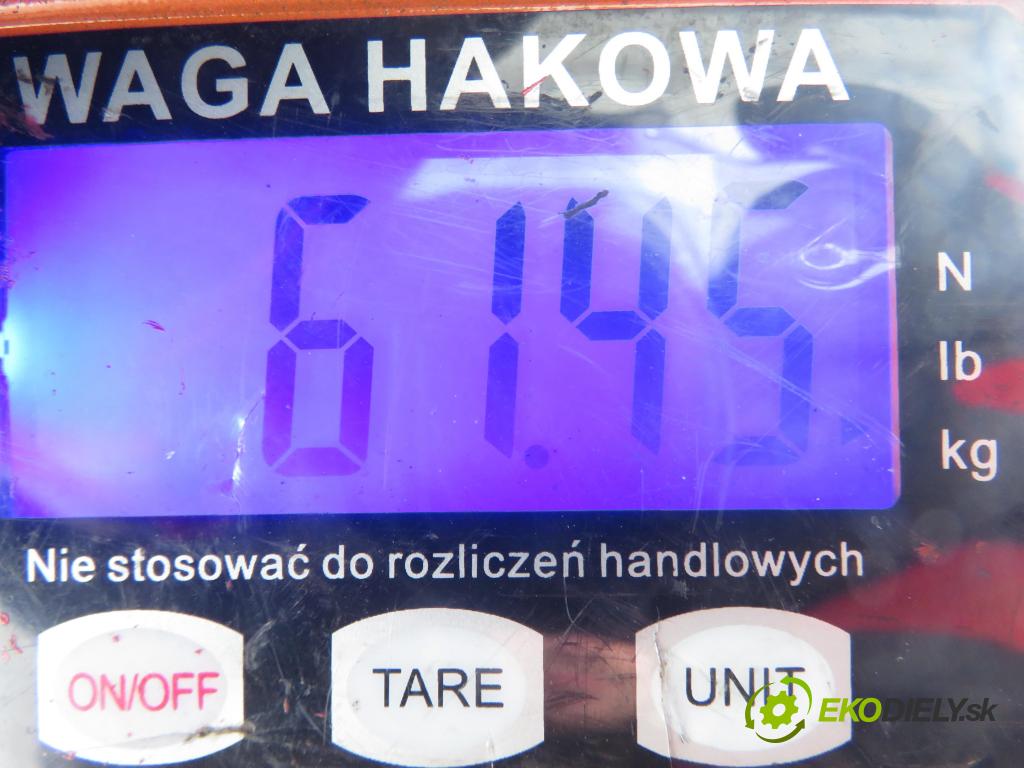 WAGA HAKOWA
61.45
N
lb
kg
Nie stosować do rozliczeń handlowych
ON/OFF TARE UNIT
EKODIELY.sk